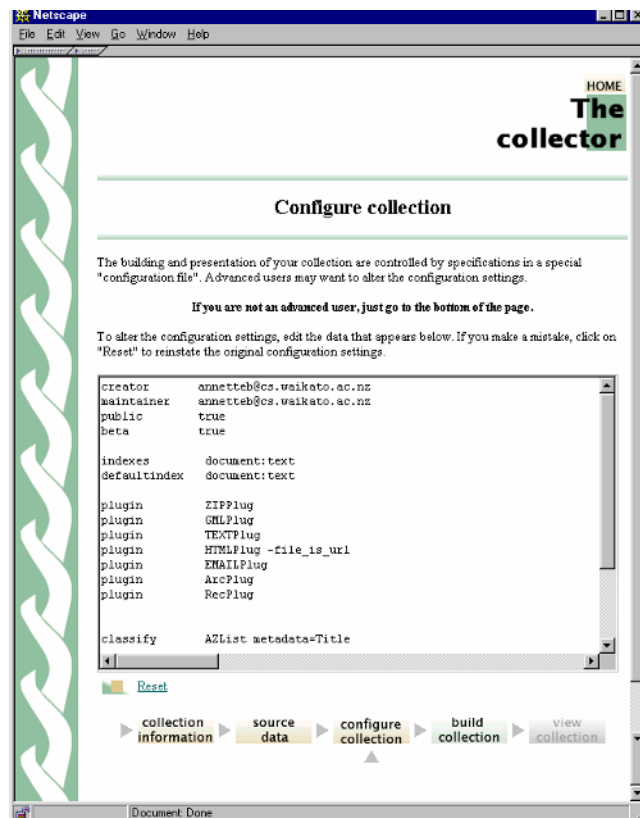 Netscape
File Edit View Go Window Help
HOME
The
collector
Configure collection
The building and presentation of your collection are controlled by specifications in a special
"configuration file". Advanced users may want to alter the configuration settings.
If you are not an advanced user, just go to the bottom of the page.
To alter the configuration settings, edit the data that appears below. If you make a mistake, click on
"Reset" to reinstate the original configuration settings.
creator annetteb@cs.waikato.ac.nz
maintainer annetteb@cs.waikato.ac.nz
public true
beta true
indexes document:text
defaultindex document:text
plugin ZIPPlug
plugin GMLPlug
plugin TEXTPlug
plugin HTMLPlug -file_is_url
plugin EMAILPlug
plugin ArcPlug
plugin RecPlug
classify AZList metadata=Title
Reset
collection information
source data
configure collection
build collection
view collection
Document: Done